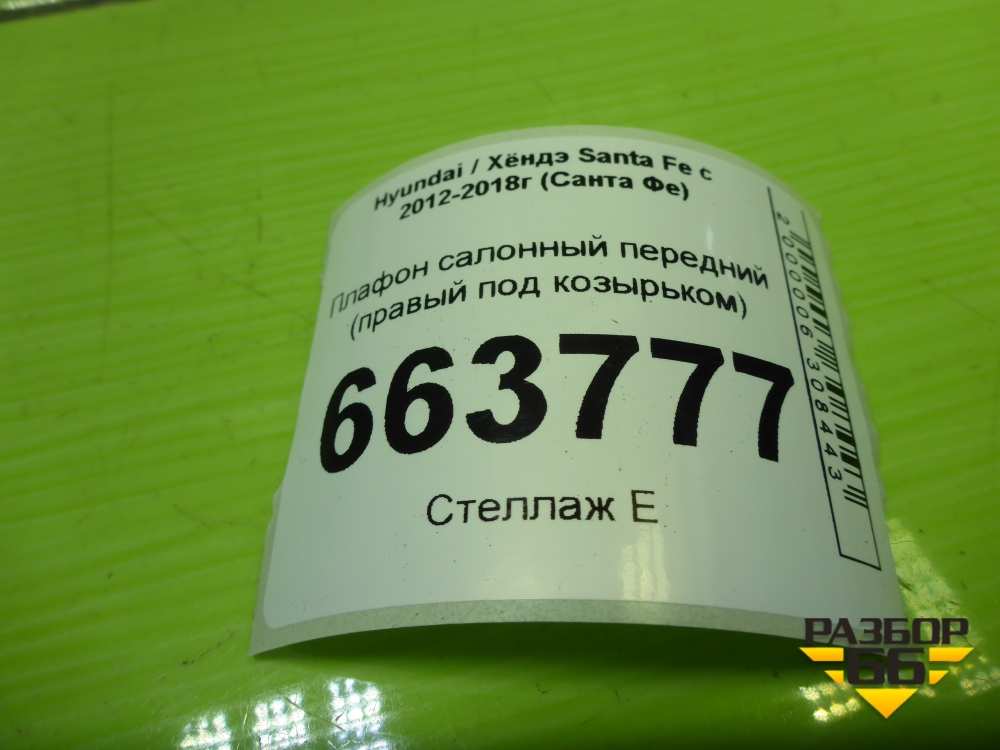 Hyundai / Хёндэ Santa Fe с
2012-2018г (Санта Фе)
Плафон салонный передний
(правый под козырьком)
663777
Стеллаж Е
2000006308443
РАЗБОР
66